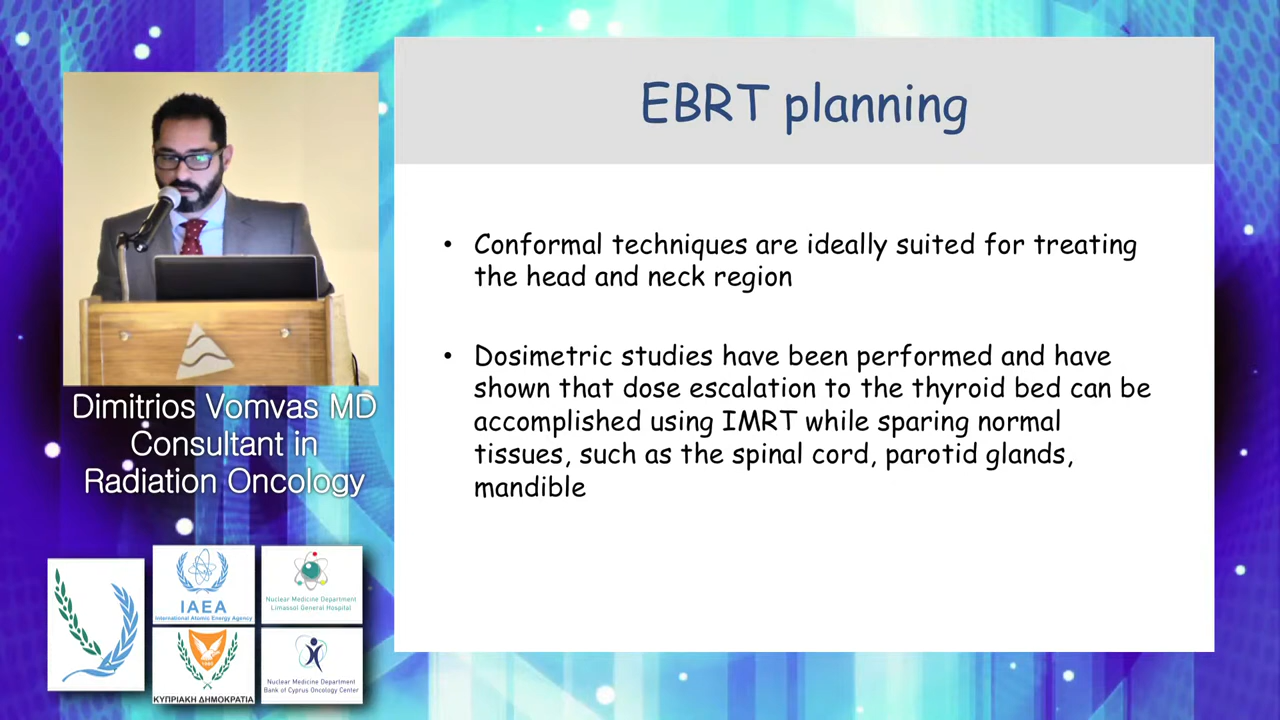 EBRT planning
• Conformal techniques are ideally suited for treating
the head and neck region
• Dosimetric studies have been performed and have
shown that dose escalation to the thyroid bed can be
accomplished using IMRT while sparing normal
tissues, such as the spinal cord, parotid glands,
mandible
Dimitrios Vomvas MD
Consultant in
Radiation Oncology
IAEA
International Atomic Energy Agency
Nuclear Medicine Department
Limassol General Hospital
1960
ΚΥΠΡΙΑΚΗ ΔΗΜΟΚΡΑΤΙΑ
Nuclear Medicine Department
Bank of Cyprus Oncology Center